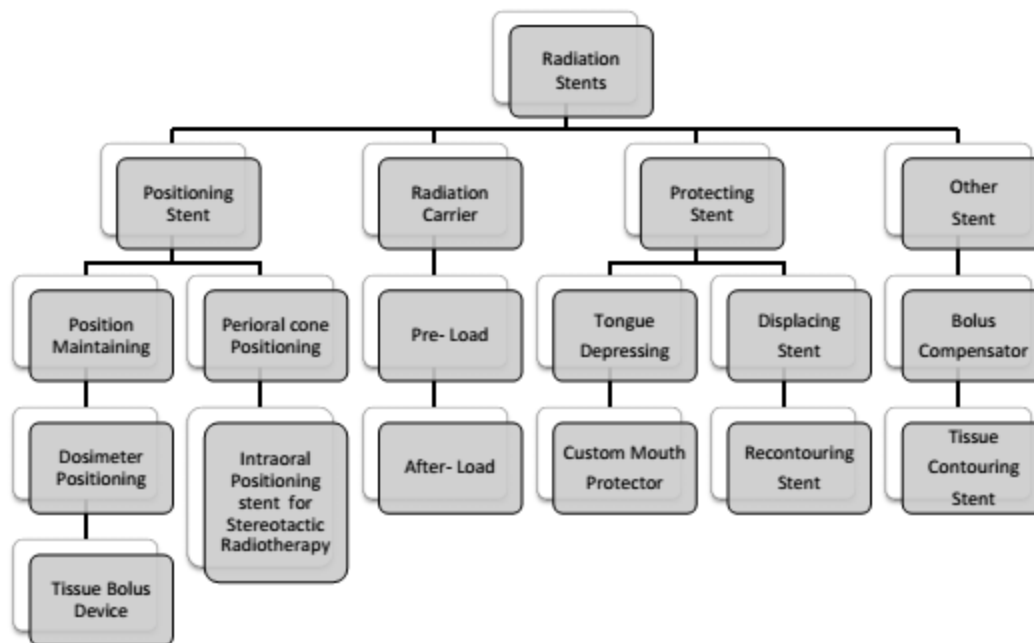 Radiation
Stents
Positioning
Stent
Radiation
Carrier
Protecting
Stent
Other
Stent
Position
Maintaining
Perioral cone
Positioning
Pre- Load
Tongue
Depressing
Displacing
Stent
Bolus
Compensator
Dosimeter
Positioning
Intraoral
Positioning
stent for
Stereotactic
Radiotherapy
After- Load
Custom Mouth
Protector
Recontouring
Stent
Tissue
Contouring
Stent
Tissue Bolus
Device